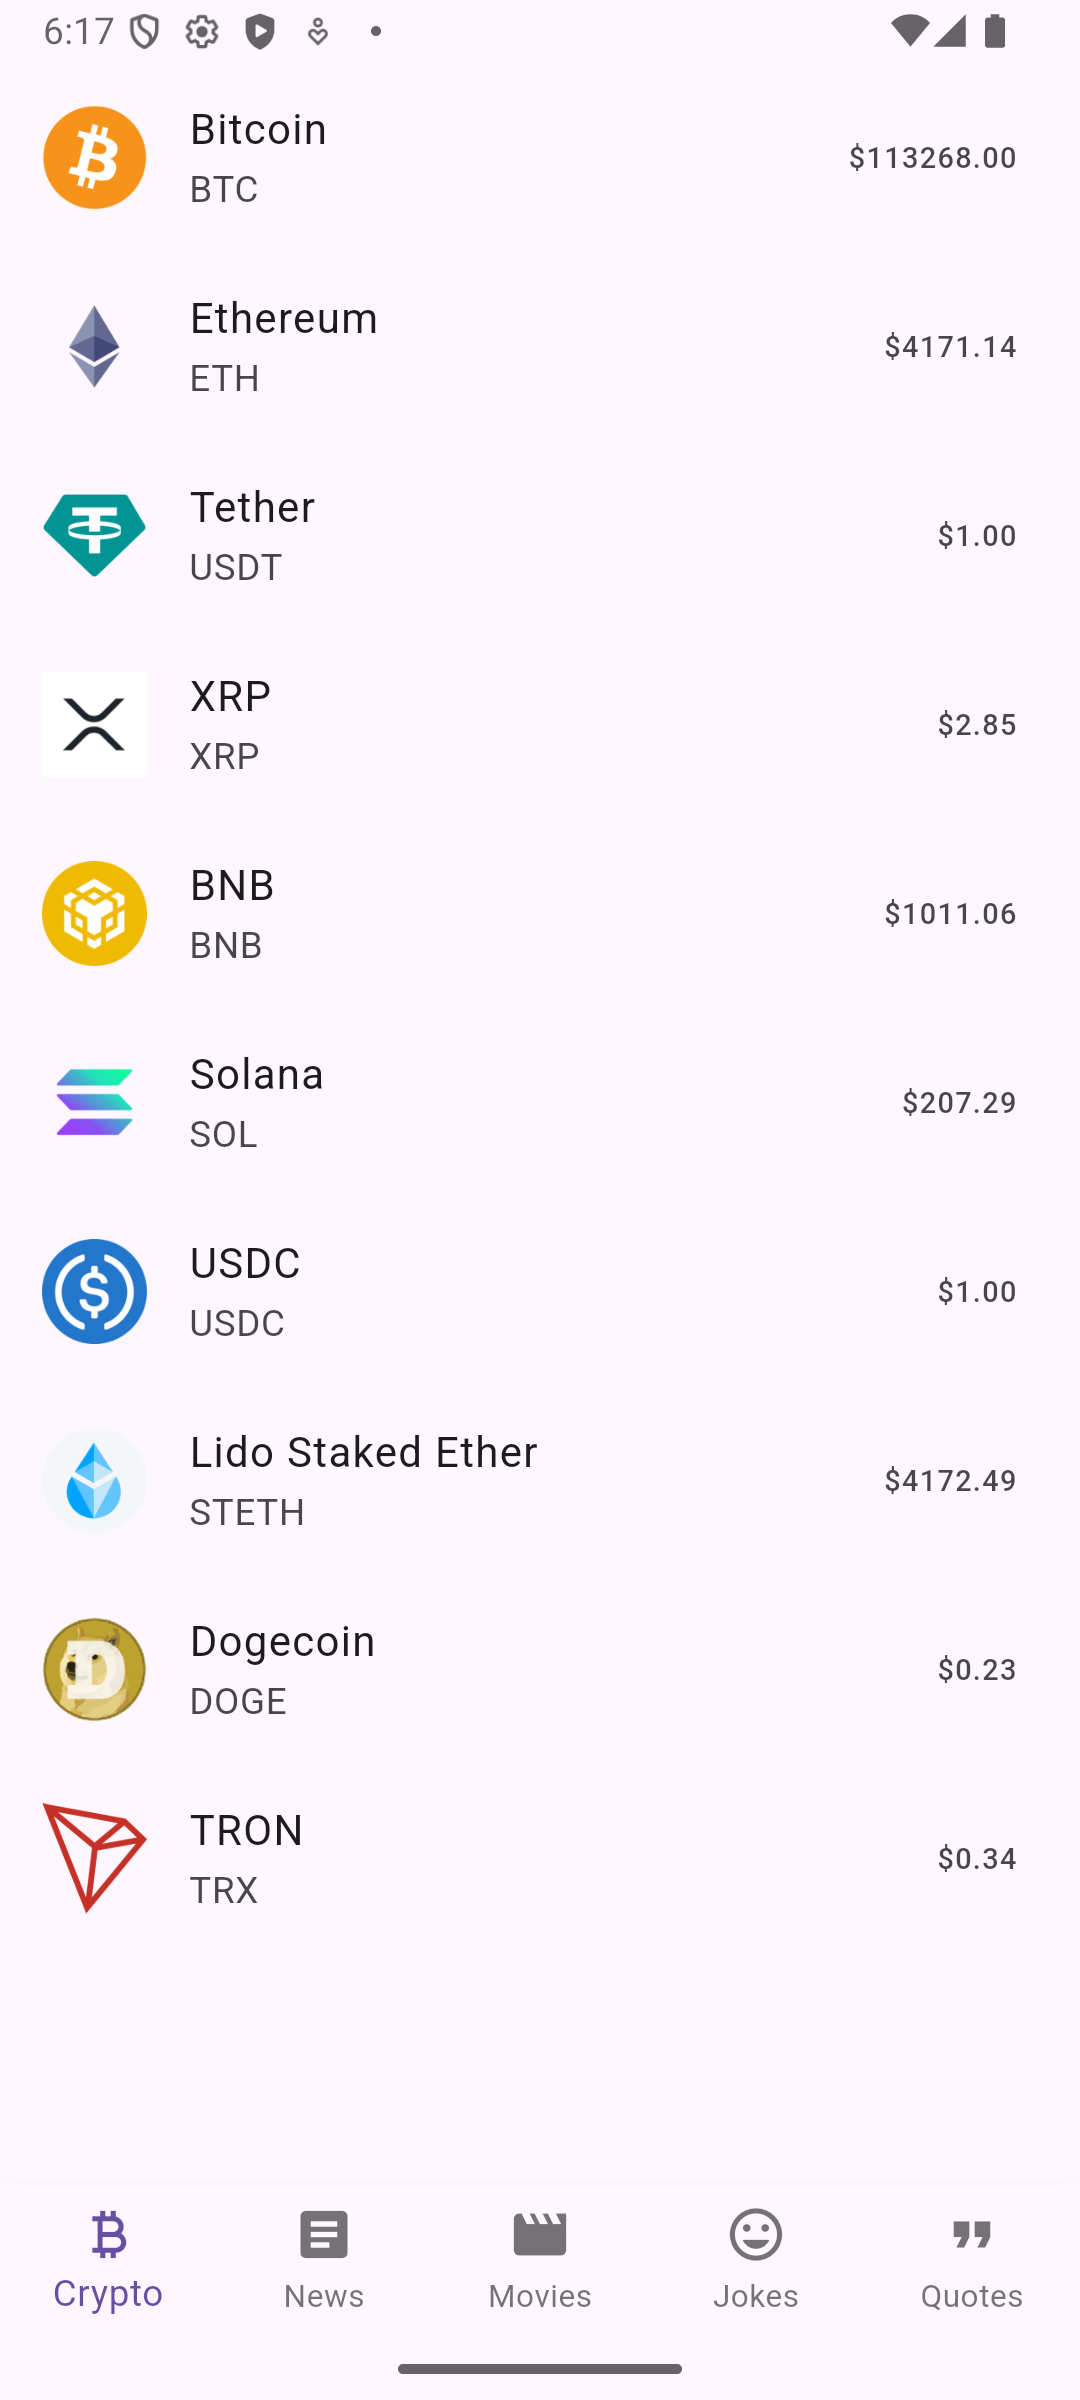 6:17
Bitcoin
BTC
$113268.00
Ethereum
ETH
$4171.14
Tether
USDT
$1.00
XRP
XRP
$2.85
BNB
BNB
$1011.06
Solana
SOL
$207.29
USDC
USDC
$1.00
Lido Staked Ether
STETH
$4172.49
Dogecoin
DOGE
$0.23
TRON
TRX
$0.34
Crypto
News
Movies
Jokes
Quotes